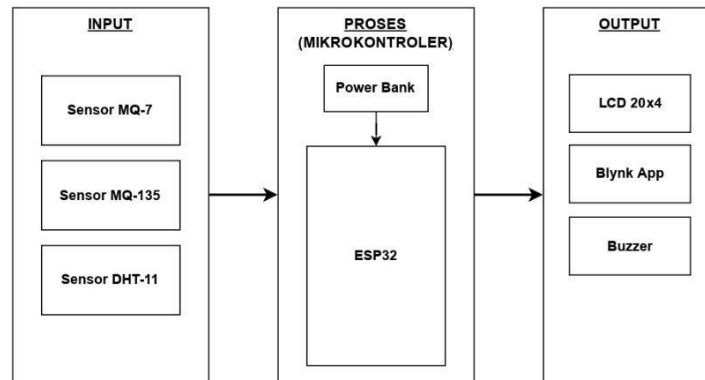 INPUT
Sensor MQ-7
Sensor MQ-135
Sensor DHT-11
PROSES
(MIKROKONTROLER)
Power Bank
ESP32
OUTPUT
LCD 20x4
Blynk App
Buzzer